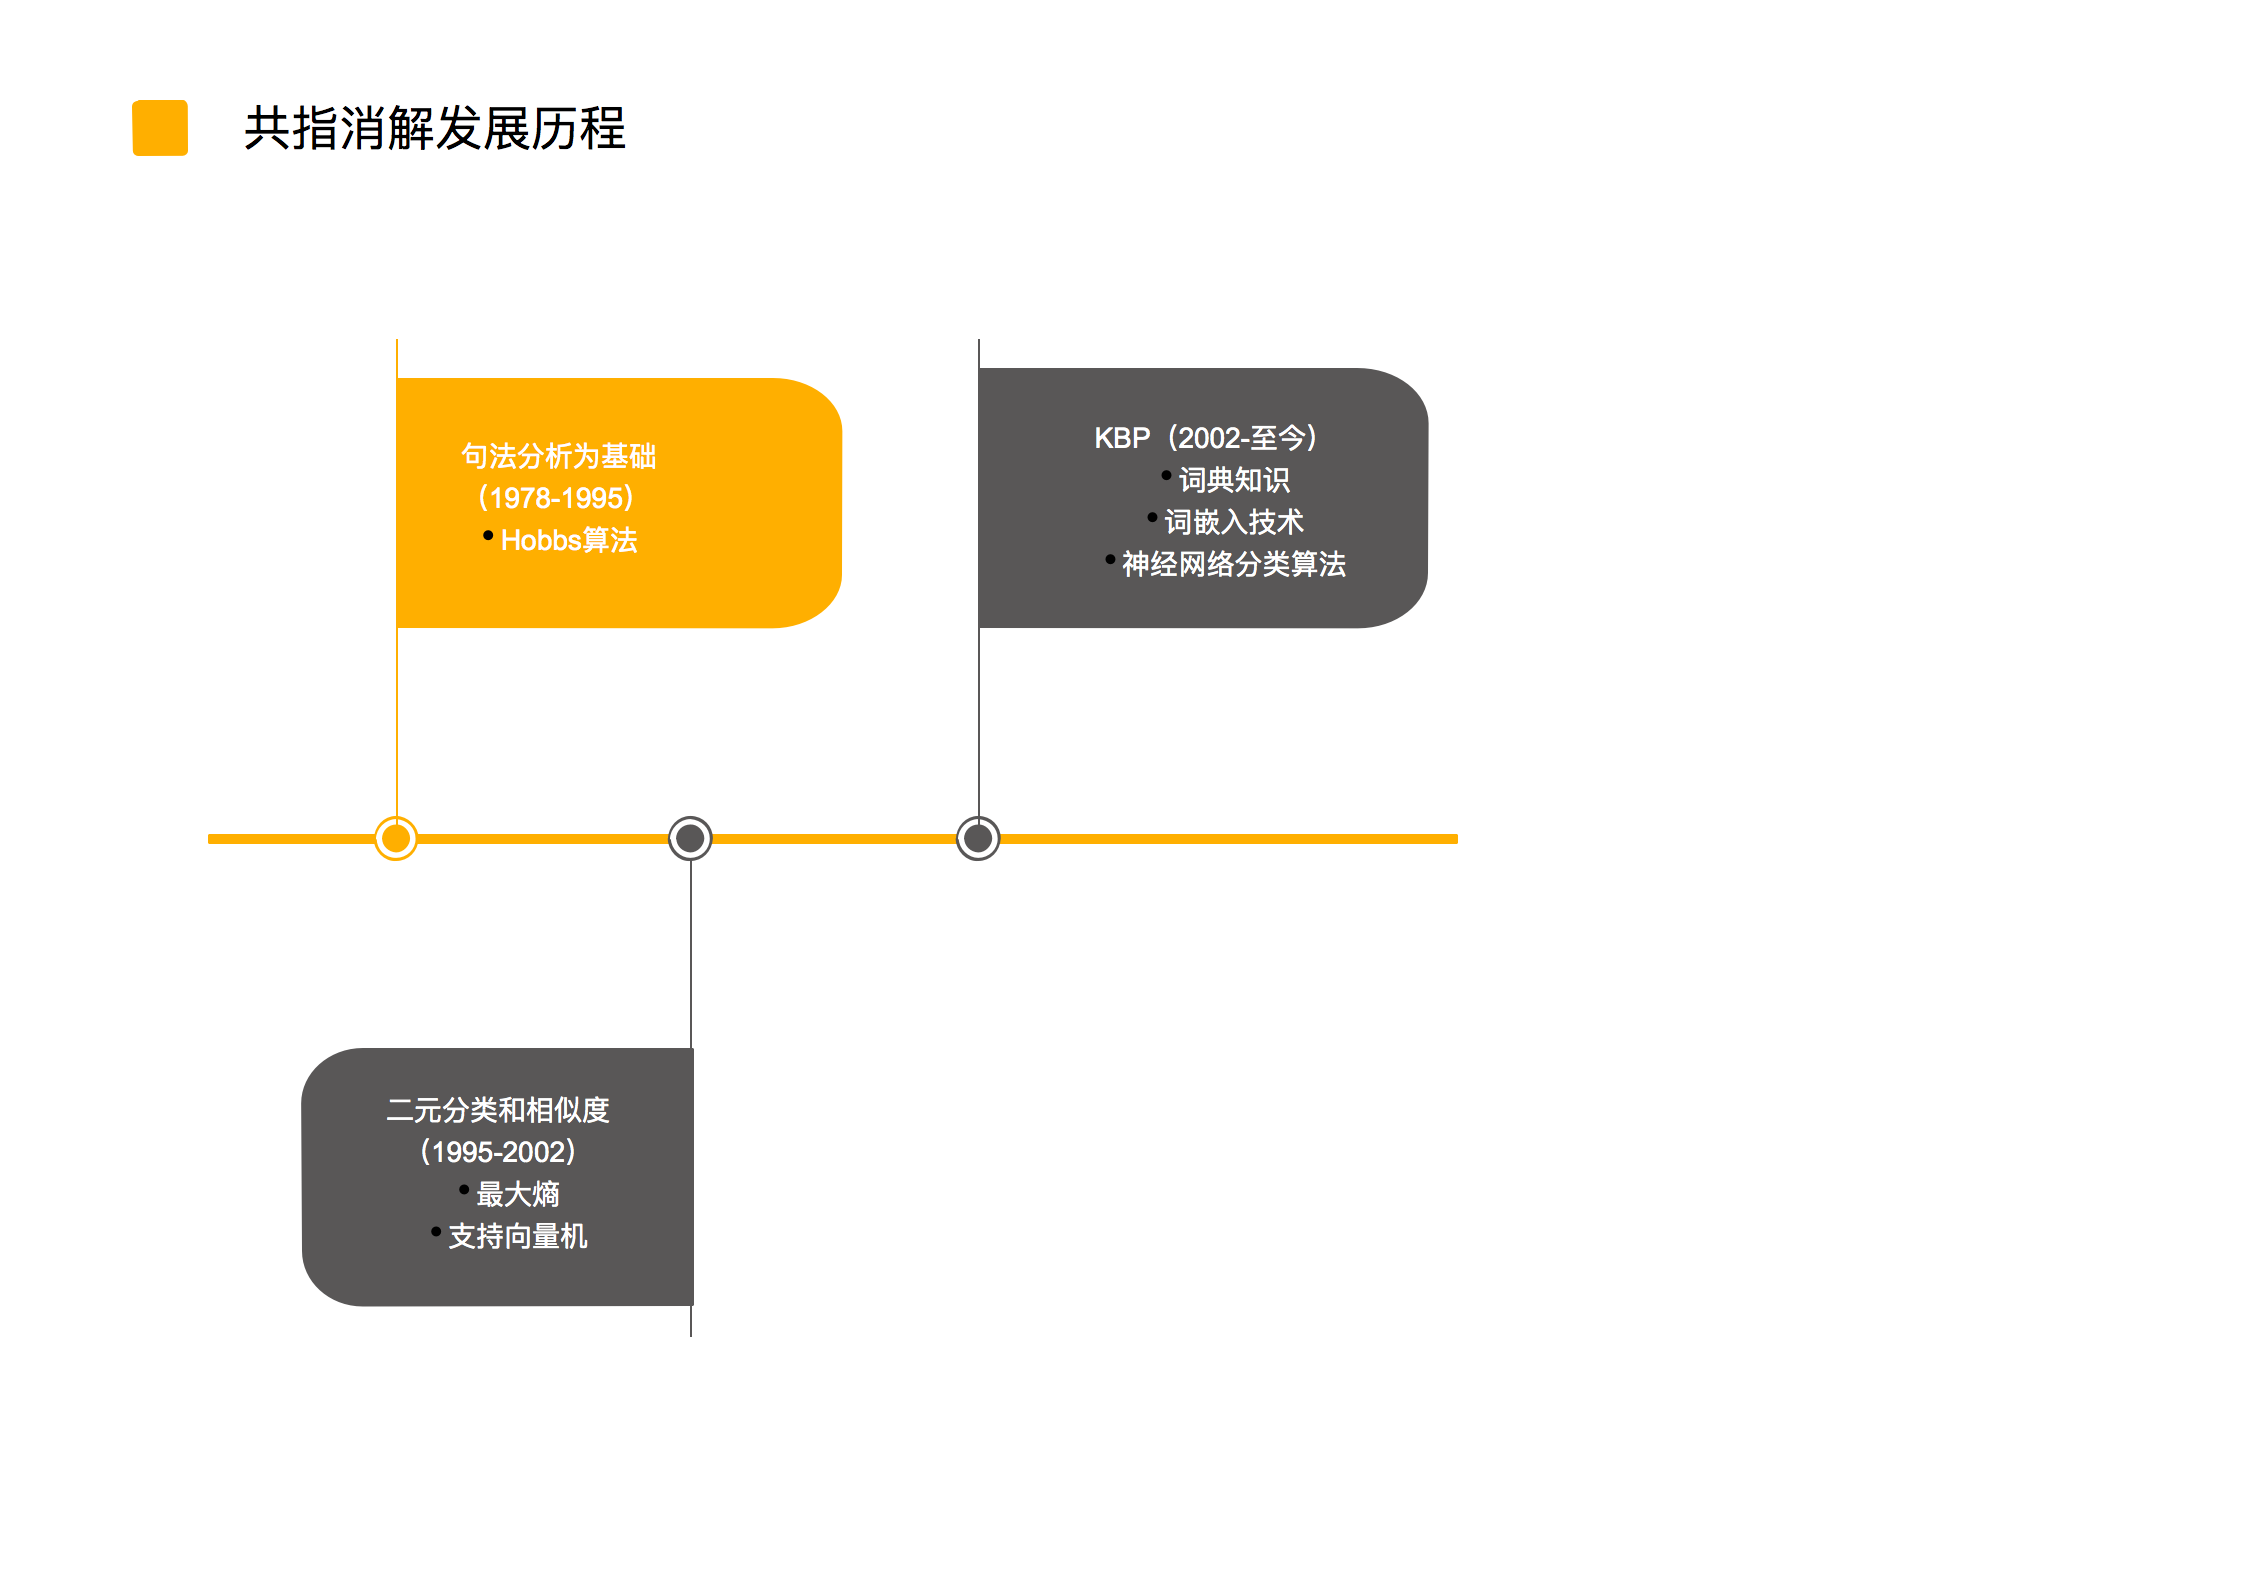 共指消解发展历程
句法分析为基础
（1978-1995）
• Hobbs算法
KBP（2002-至今）
• 词典知识
• 词嵌入技术
• 神经网络分类算法
二元分类和相似度
（1995-2002）
• 最大熵
• 支持向量机